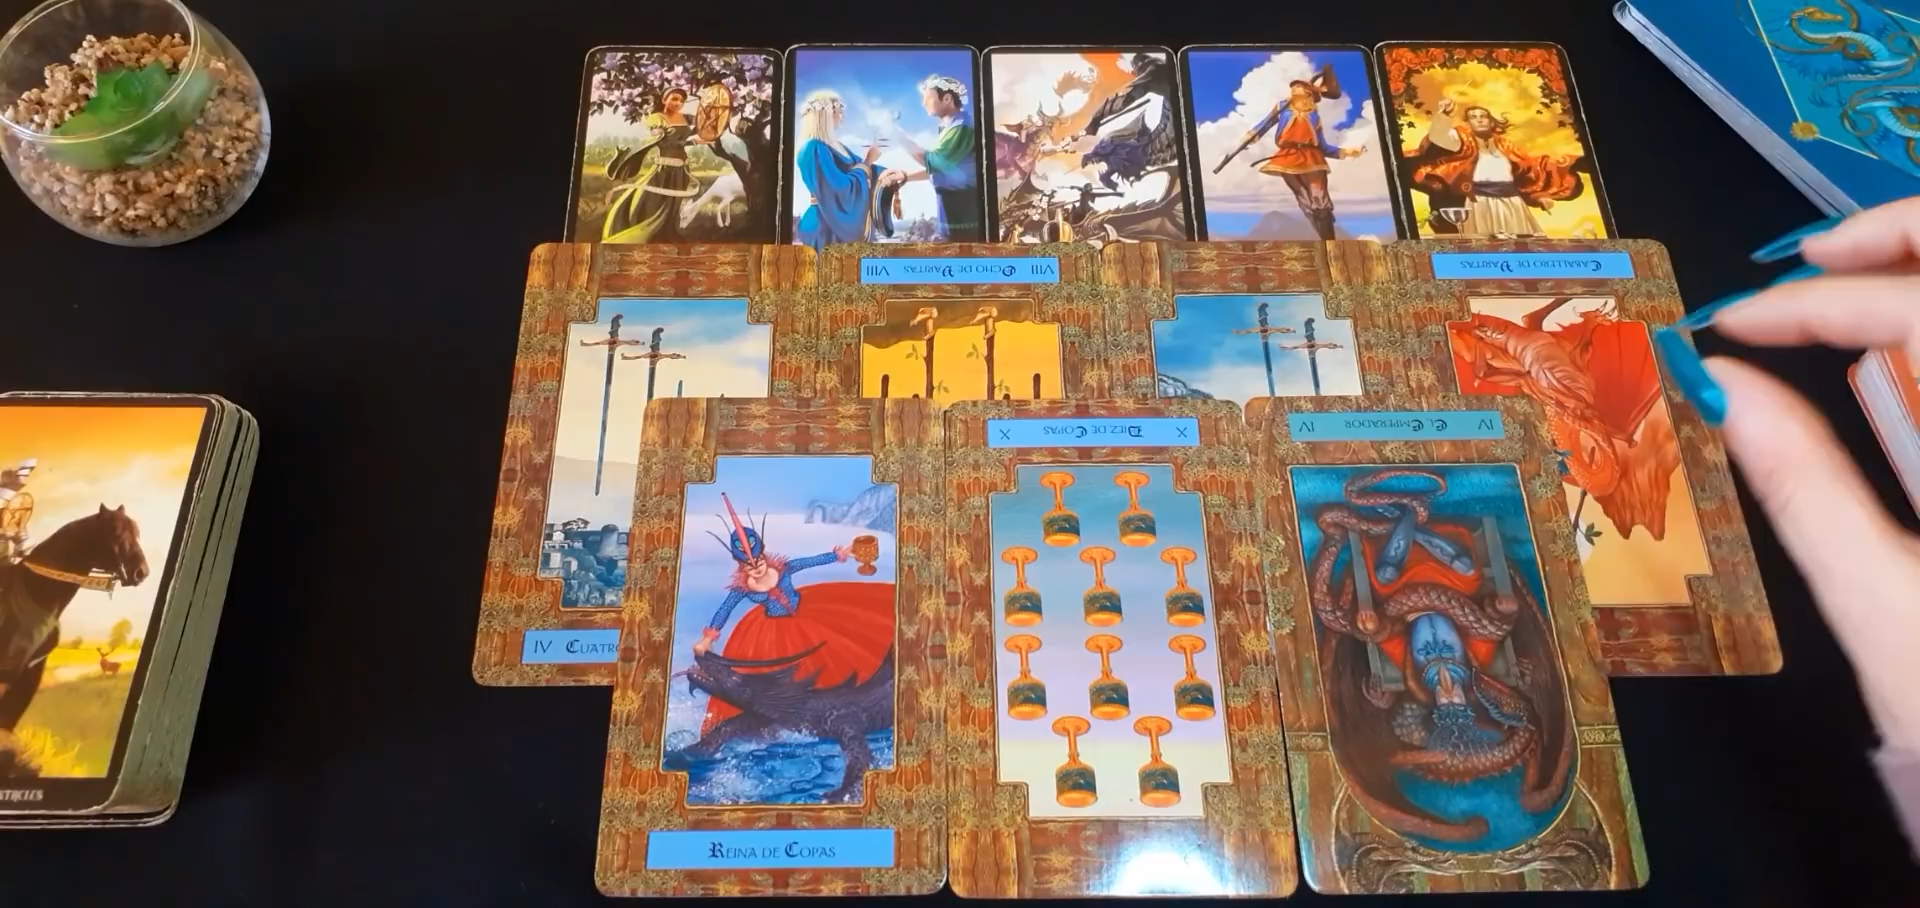 VIII OCHO DE VARITAS VIII
CABALLERO DE VARITAS
X DIEZ DE COPAS X
IV EL EMPERADOR IV
IV CUATRO
REINA DE COPAS